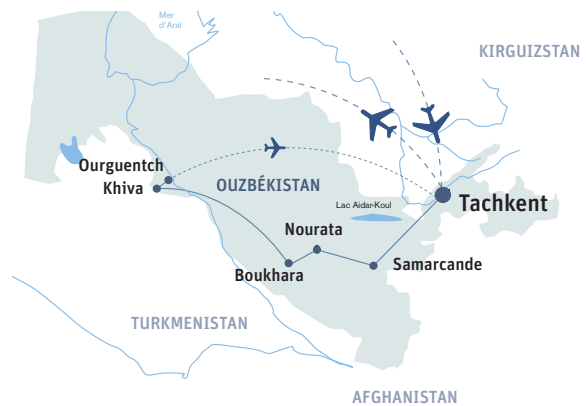 Mer
d'Aral
KIRGUIZSTAN
Ourguentch
Khiva
OUZBÉKISTAN
Lac Aidar-Koul
Tachkent
Nourata
Boukhara
Samarcande
TURKMENISTAN
AFGHANISTAN